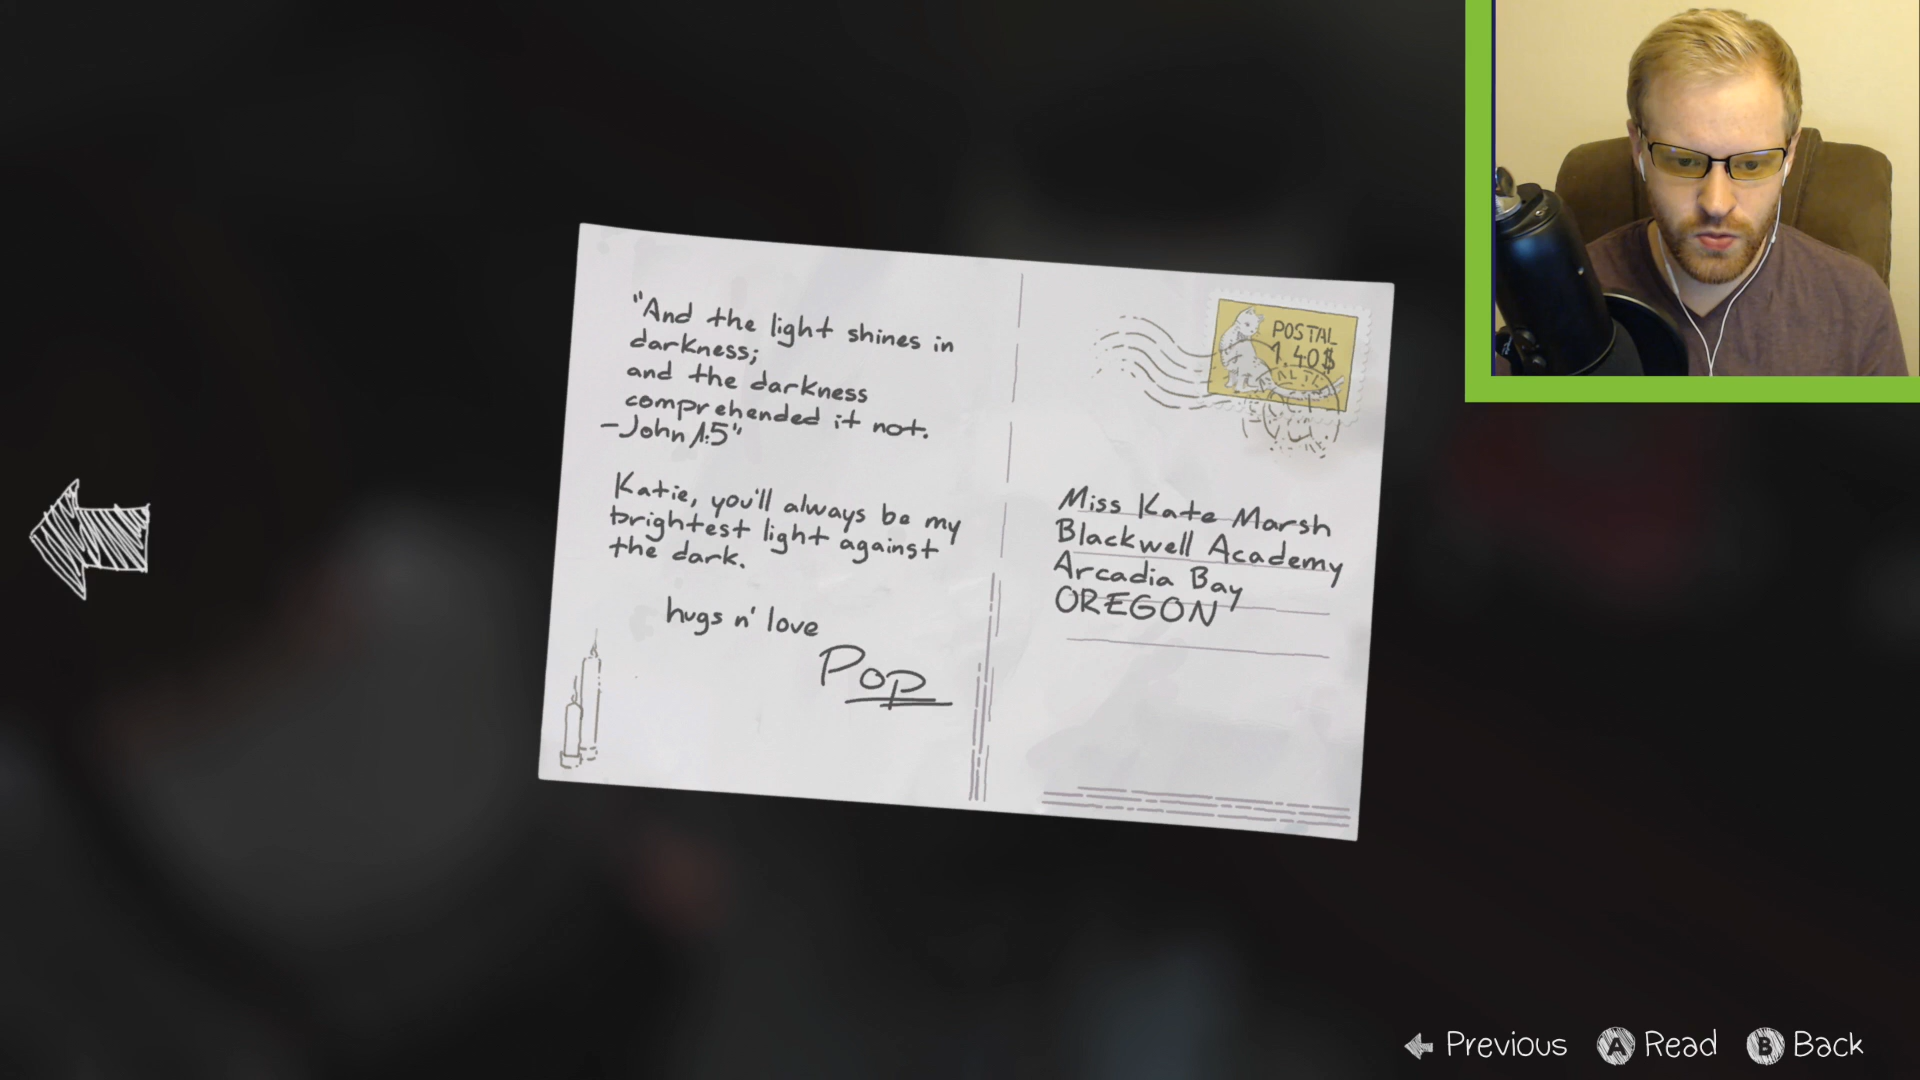 "And the light shines in
darkness;
and the darkness
comprehended it not.
-John 1:5"
Katie, you'll always be my
brightest light against
the dark.
hugs n' love
Pop
POSTAL
1.40$
Miss Kate Marsh
Blackwell Academy
Arcadia Bay
OREGON
Previous
A Read
B Back